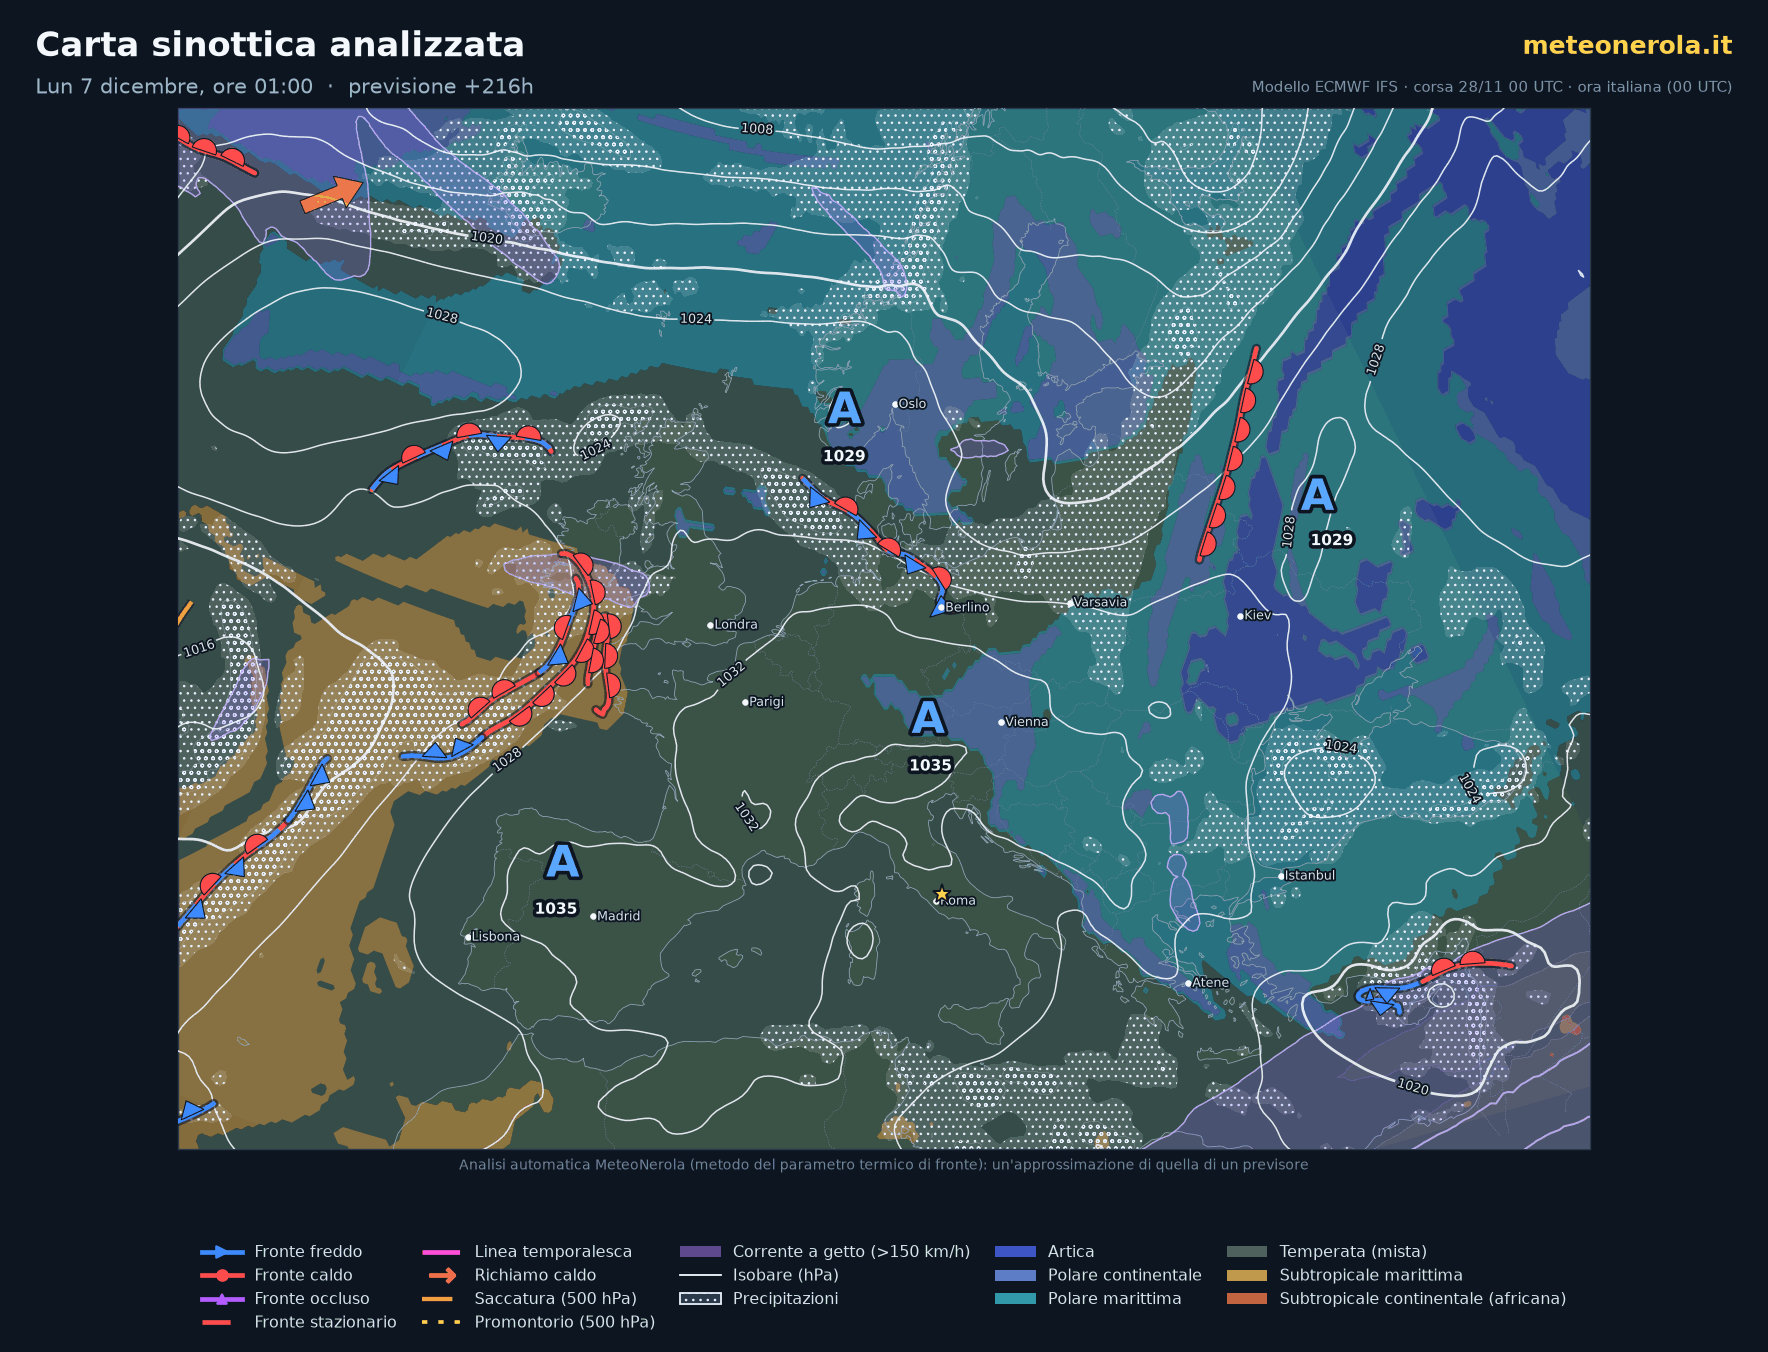 Carta sinottica analizzata
meteonerola.it
Lun 7 dicembre, ore 01:00 · previsione +216h
Modello ECMWF IFS · corsa 28/11 00 UTC · ora italiana (00 UTC)
1008
1020
1028
1024
1028
A
Oslo
1029
1024
A
1028
1029
Berlino
Varsavia
Kiev
Londra
1016
1032
Parigi
A
Vienna
1035
1028
1024
1024
1032
A
1035
Madrid
Istanbul
Roma
Lisbona
Atene
1020
Analisi automatica MeteoNerola (metodo del parametro termico di fronte): un'approssimazione di quella di un previsore
Fronte freddo
Fronte caldo
Fronte occluso
Fronte stazionario
Linea temporalesca
Richiamo caldo
Saccatura (500 hPa)
Promontorio (500 hPa)
Corrente a getto (>150 km/h)
Isobare (hPa)
Precipitazioni
Artica
Polare continentale
Polare marittima
Temperata (mista)
Subtropicale marittima
Subtropicale continentale (africana)